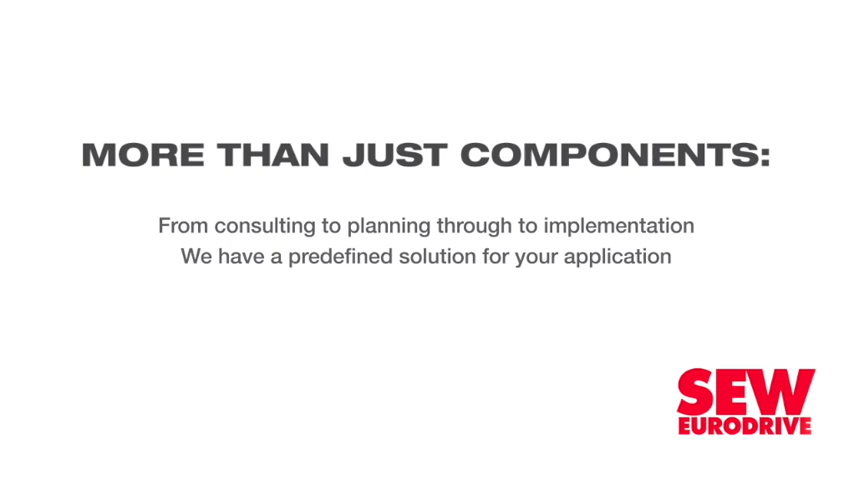 MORE THAN JUST COMPONENTS:
From consulting to planning through to implementation
We have a predefined solution for your application
SEW
EURODRIVE